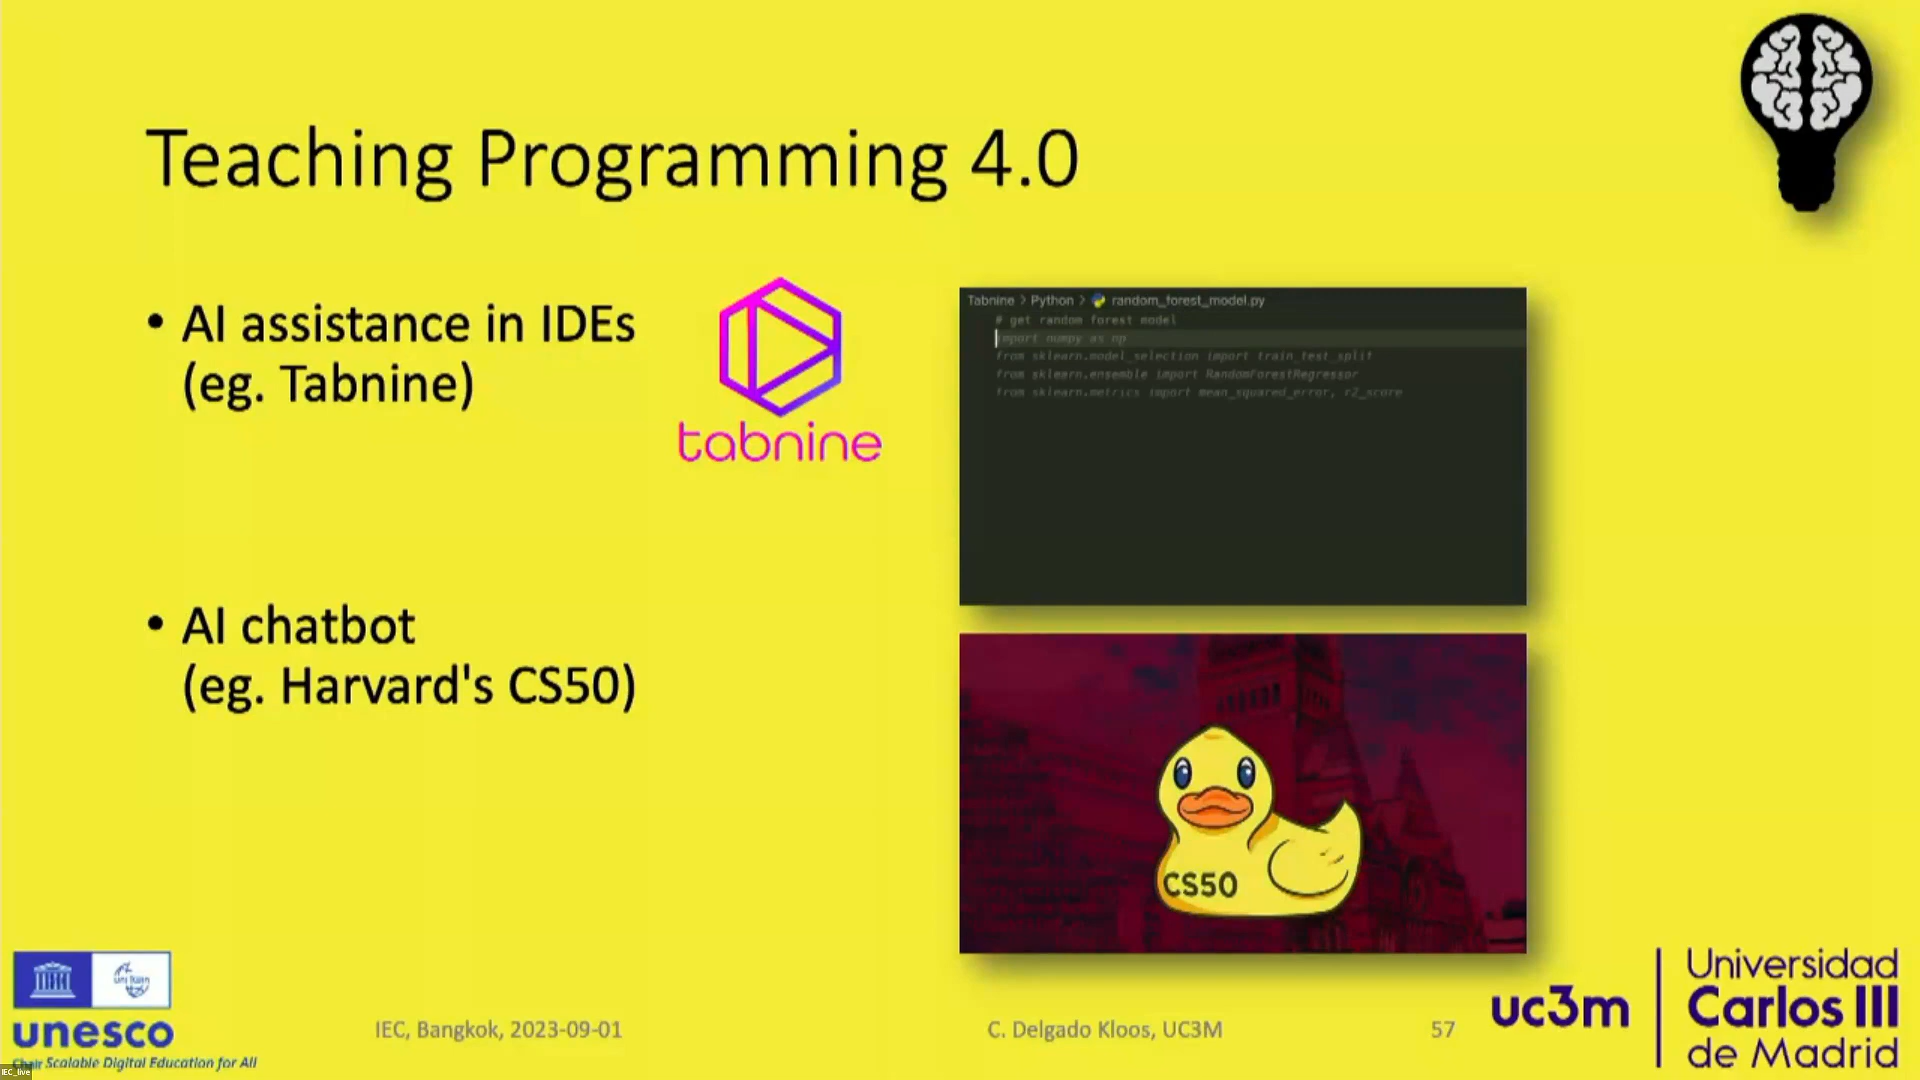 Teaching Programming 4.0
• AI assistance in IDEs
(eg. Tabnine)
tabnine
Tabnine > Python > random_forest_model.py
# get random forest model
import numpy as np
from sklearn.model_selection import train_test_split
from sklearn.ensemble import RandomForestRegressor
from sklearn.metrics import mean_squared_error, r2_score
• AI chatbot
(eg. Harvard's CS50)
CS50
unesco
Chair Scalable Digital Education for All
IEC_live
IEC, Bangkok, 2023-09-01
C. Delgado Kloos, UC3M
57
uc3m
Universidad
Carlos III
de Madrid